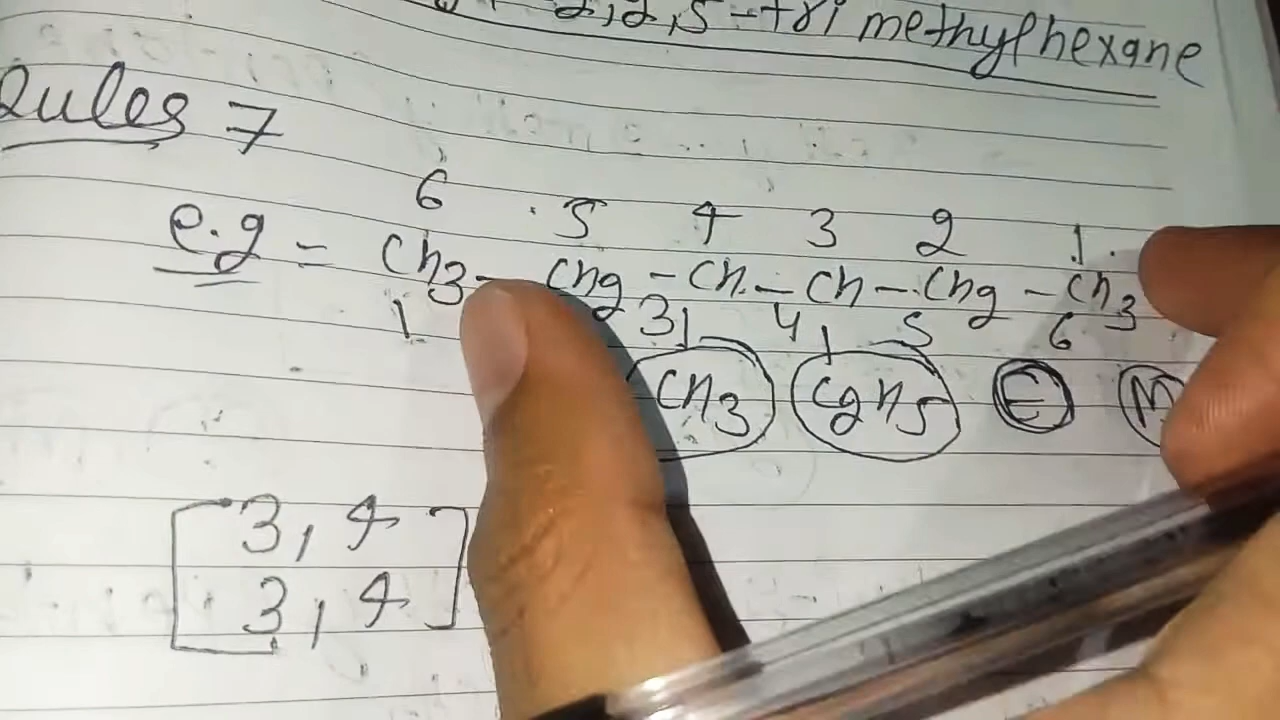 2,2,5-tri methylhexane
Rules 7
6 5 4 3 2 1.
e.g = CH3 - CH2 - CH - CH - CH2 - CH3
1 3 4 5 6
CH3 C2H5 E M
3, 4
3, 4